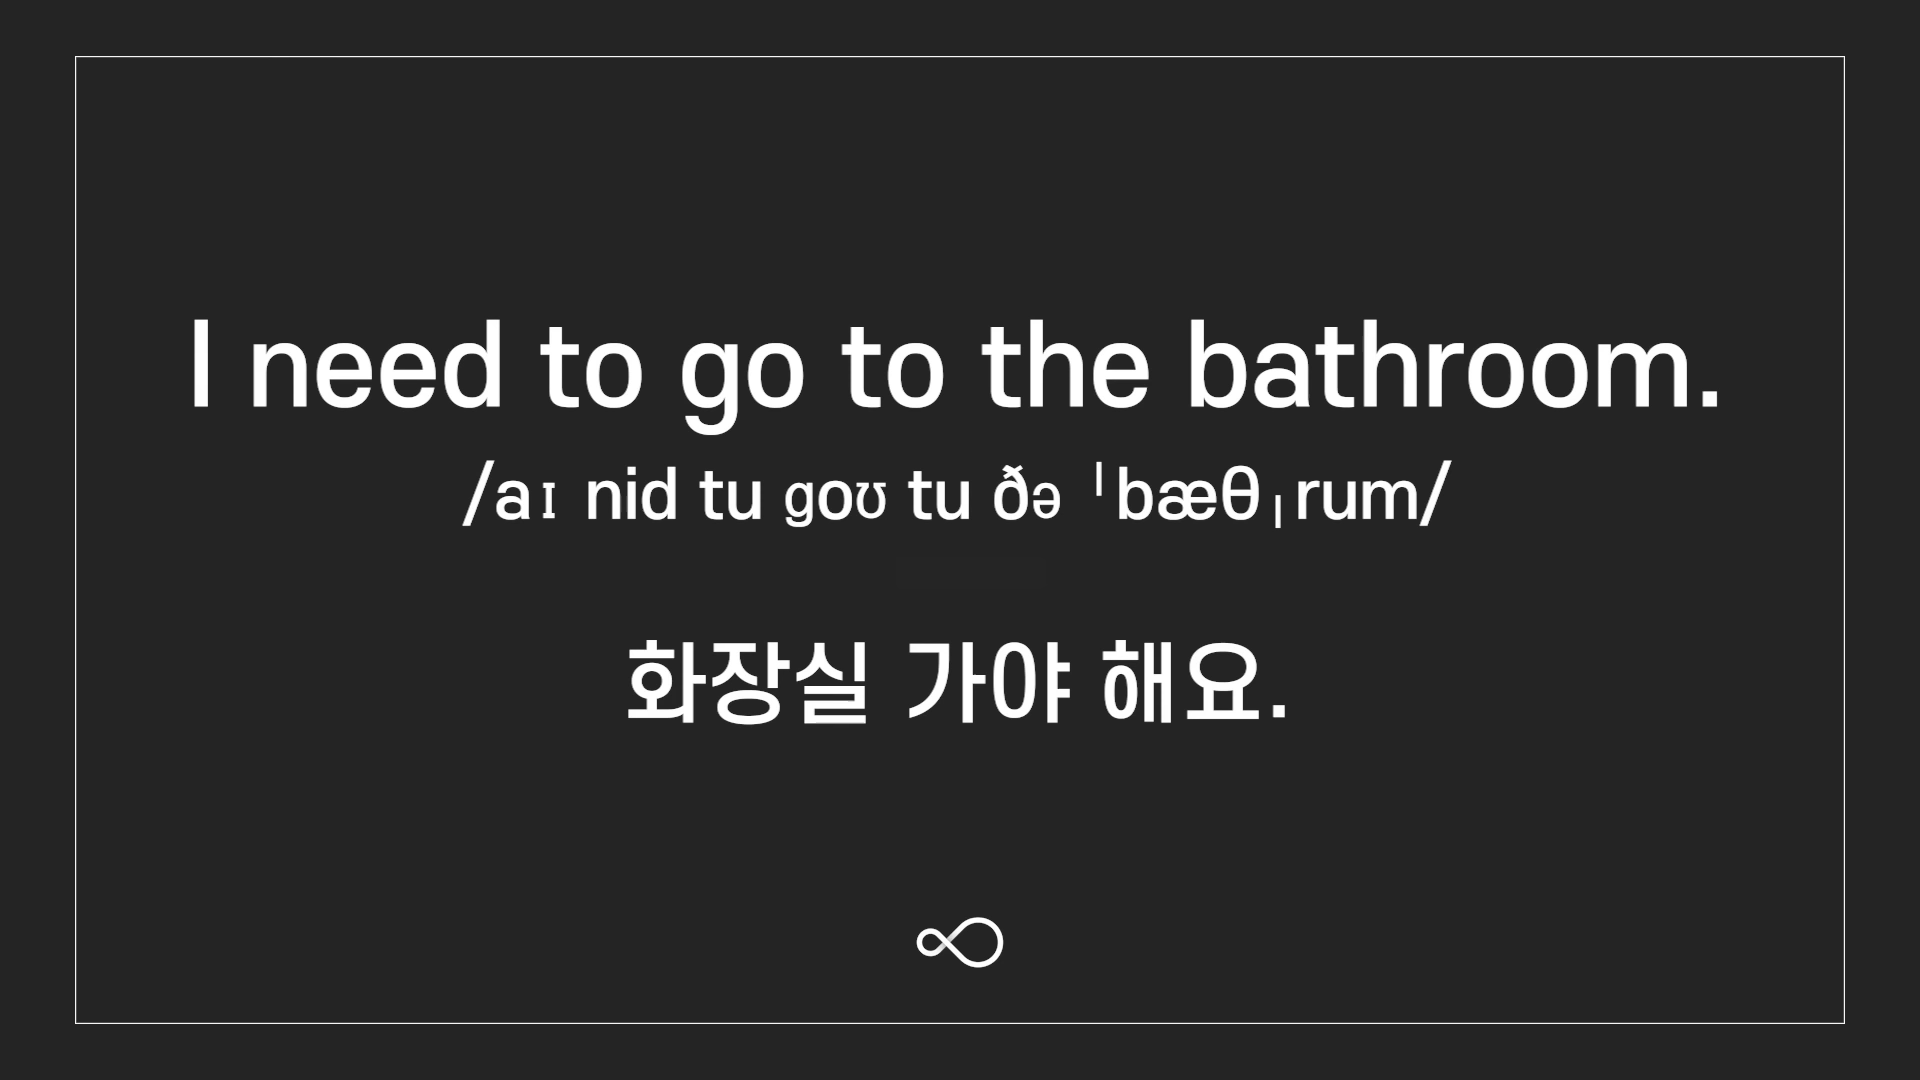 I need to go to the bathroom.
/aɪ nid tu ɡoʊ tu ðə ˈbæθˌrum/
화장실 가야 해요.